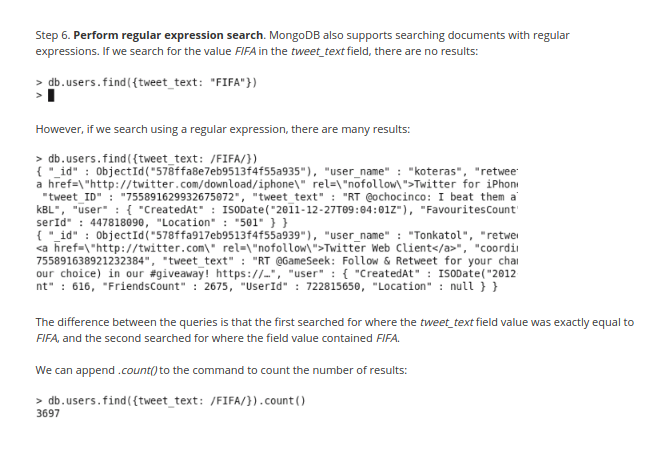 Step 6. Perform regular expression search. MongoDB also supports searching documents with regular
expressions. If we search for the value FIFA in the tweet_text field, there are no results:
> db.users.find({tweet_text: "FIFA"})
>
However, if we search using a regular expression, there are many results:
> db.users.find({tweet_text: /FIFA/})
{ "_id" : ObjectId("578ffa8e7eb9513f4f55a935"), "user_name" : "koteras", "retwee
a href=\"http://twitter.com/download/iphone\" rel=\"nofollow\">Twitter for iPhon
"tweet_ID" : "755891629932675072", "tweet_text" : "RT @ochocinco: I beat them a
kBL", "user" : { "CreatedAt" : ISODate("2011-12-27T09:04:01Z"), "FavouritesCount
serId" : 447818090, "Location" : "501" } }
{ "_id" : ObjectId("578ffa917eb9513f4f55a939"), "user_name" : "Tonkatol", "retwe
<a href=\"http://twitter.com\" rel=\"nofollow\">Twitter Web Client</a>", "coordi
755891638921232384", "tweet_text" : "RT @GameSeek: Follow & Retweet for your cha
our choice) in our #giveaway! https://…", "user" : { "CreatedAt" : ISODate("2012
nt" : 616, "FriendsCount" : 2675, "UserId" : 722815650, "Location" : null } }
The difference between the queries is that the first searched for where the tweet_text field value was exactly equal to
FIFA, and the second searched for where the field value contained FIFA.
We can append .count() to the command to count the number of results:
> db.users.find({tweet_text: /FIFA/}).count()
3697